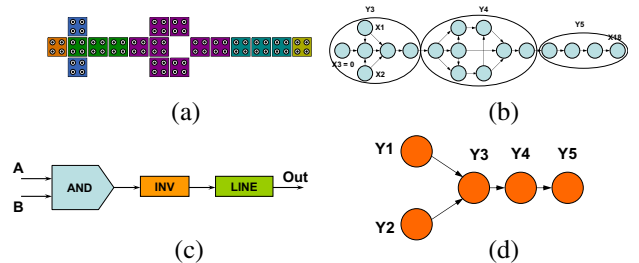 (a)
Y3
Y4
Y5
X1
X3 = 0
X2
X18
(b)
A
B
AND
INV
LINE
Out
(c)
Y1
Y2
Y3
Y4
Y5
(d)